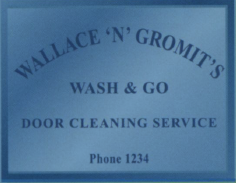 WALLACE 'N' GROMIT'S
WASH & GO
DOOR CLEANING SERVICE
Phone 1234